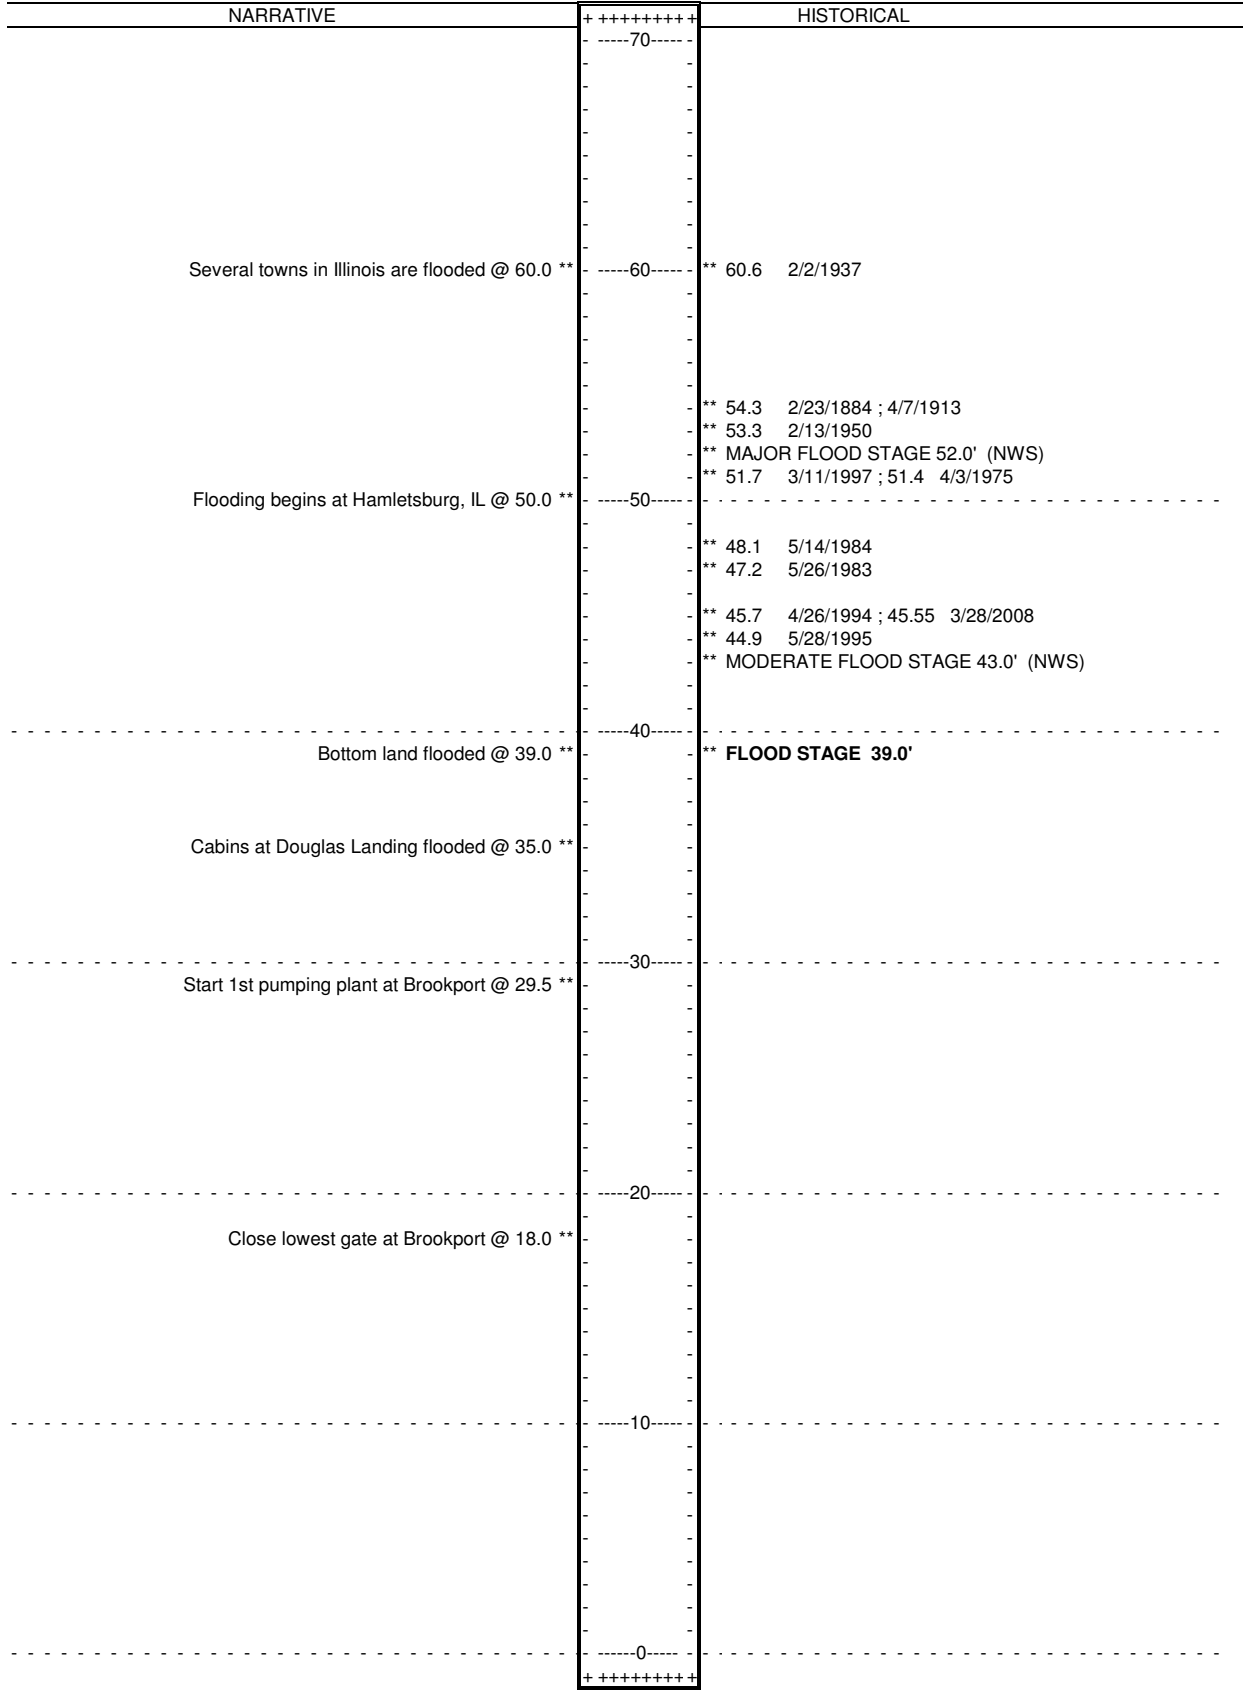 NARRATIVE + ++++++++ + HISTORICAL
- -----70----- -
Several towns in Illinois are flooded @ 60.0 ** - -----60----- - ** 60.6 2/2/1937
** 54.3 2/23/1884 ; 4/7/1913
** 53.3 2/13/1950
** MAJOR FLOOD STAGE 52.0' (NWS)
** 51.7 3/11/1997 ; 51.4 4/3/1975
Flooding begins at Hamletsburg, IL @ 50.0 ** - -----50----- -
** 48.1 5/14/1984
** 47.2 5/26/1983
** 45.7 4/26/1994 ; 45.55 3/28/2008
** 44.9 5/28/1995
** MODERATE FLOOD STAGE 43.0' (NWS)
- -----40----- -
Bottom land flooded @ 39.0 ** - - ** FLOOD STAGE 39.0'
Cabins at Douglas Landing flooded @ 35.0 **
- -----30----- -
Start 1st pumping plant at Brookport @ 29.5 **
- -----20----- -
Close lowest gate at Brookport @ 18.0 **
- -----10----- -
- ------0----- -
+ ++++++++ +